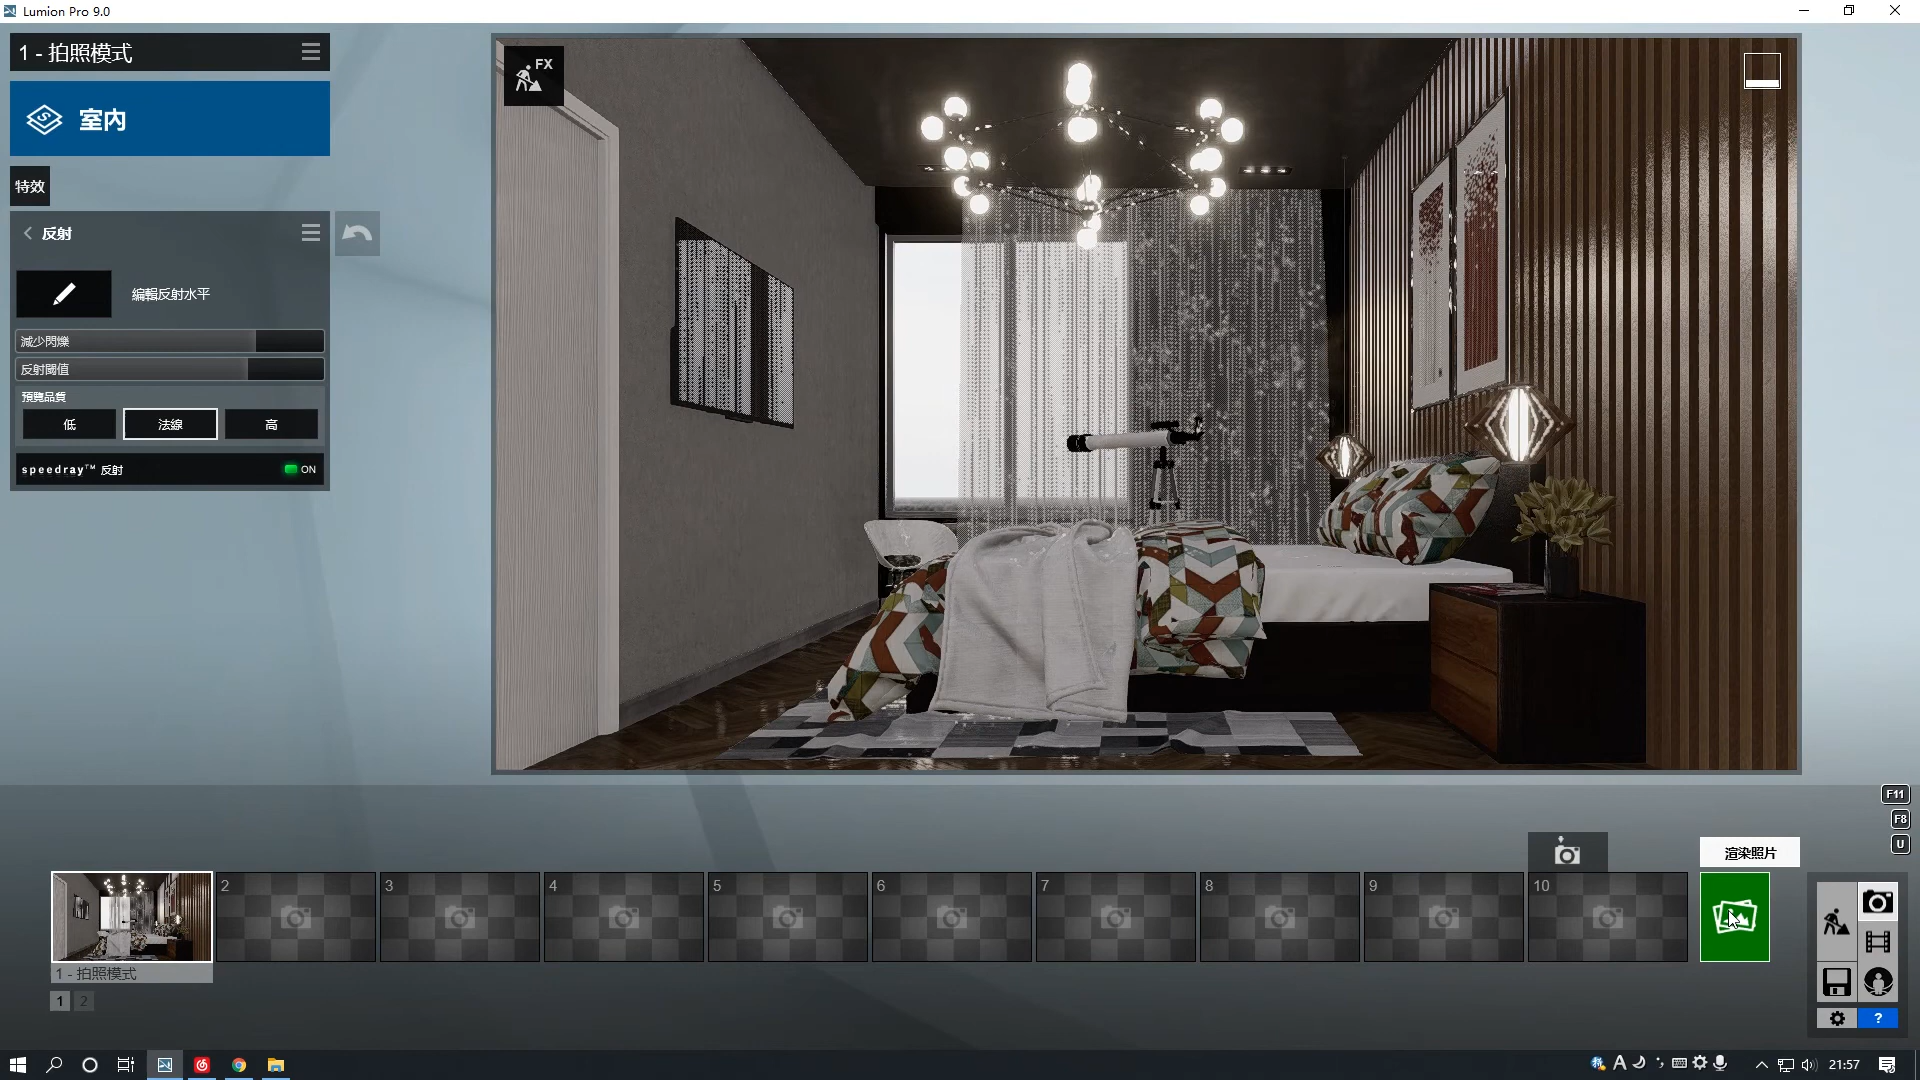 Lumion Pro 9.0
1 - 拍照模式
室内
特效
反射
編輯反射水平
減少閃爍
反射閾值
預覽品質
低 法線 高
speedray™ 反射 ON
FX
F11
F8
U
渲染照片
2 3 4 5 6 7 8 9 10
1 - 拍照模式
1 2
?
A
21:57